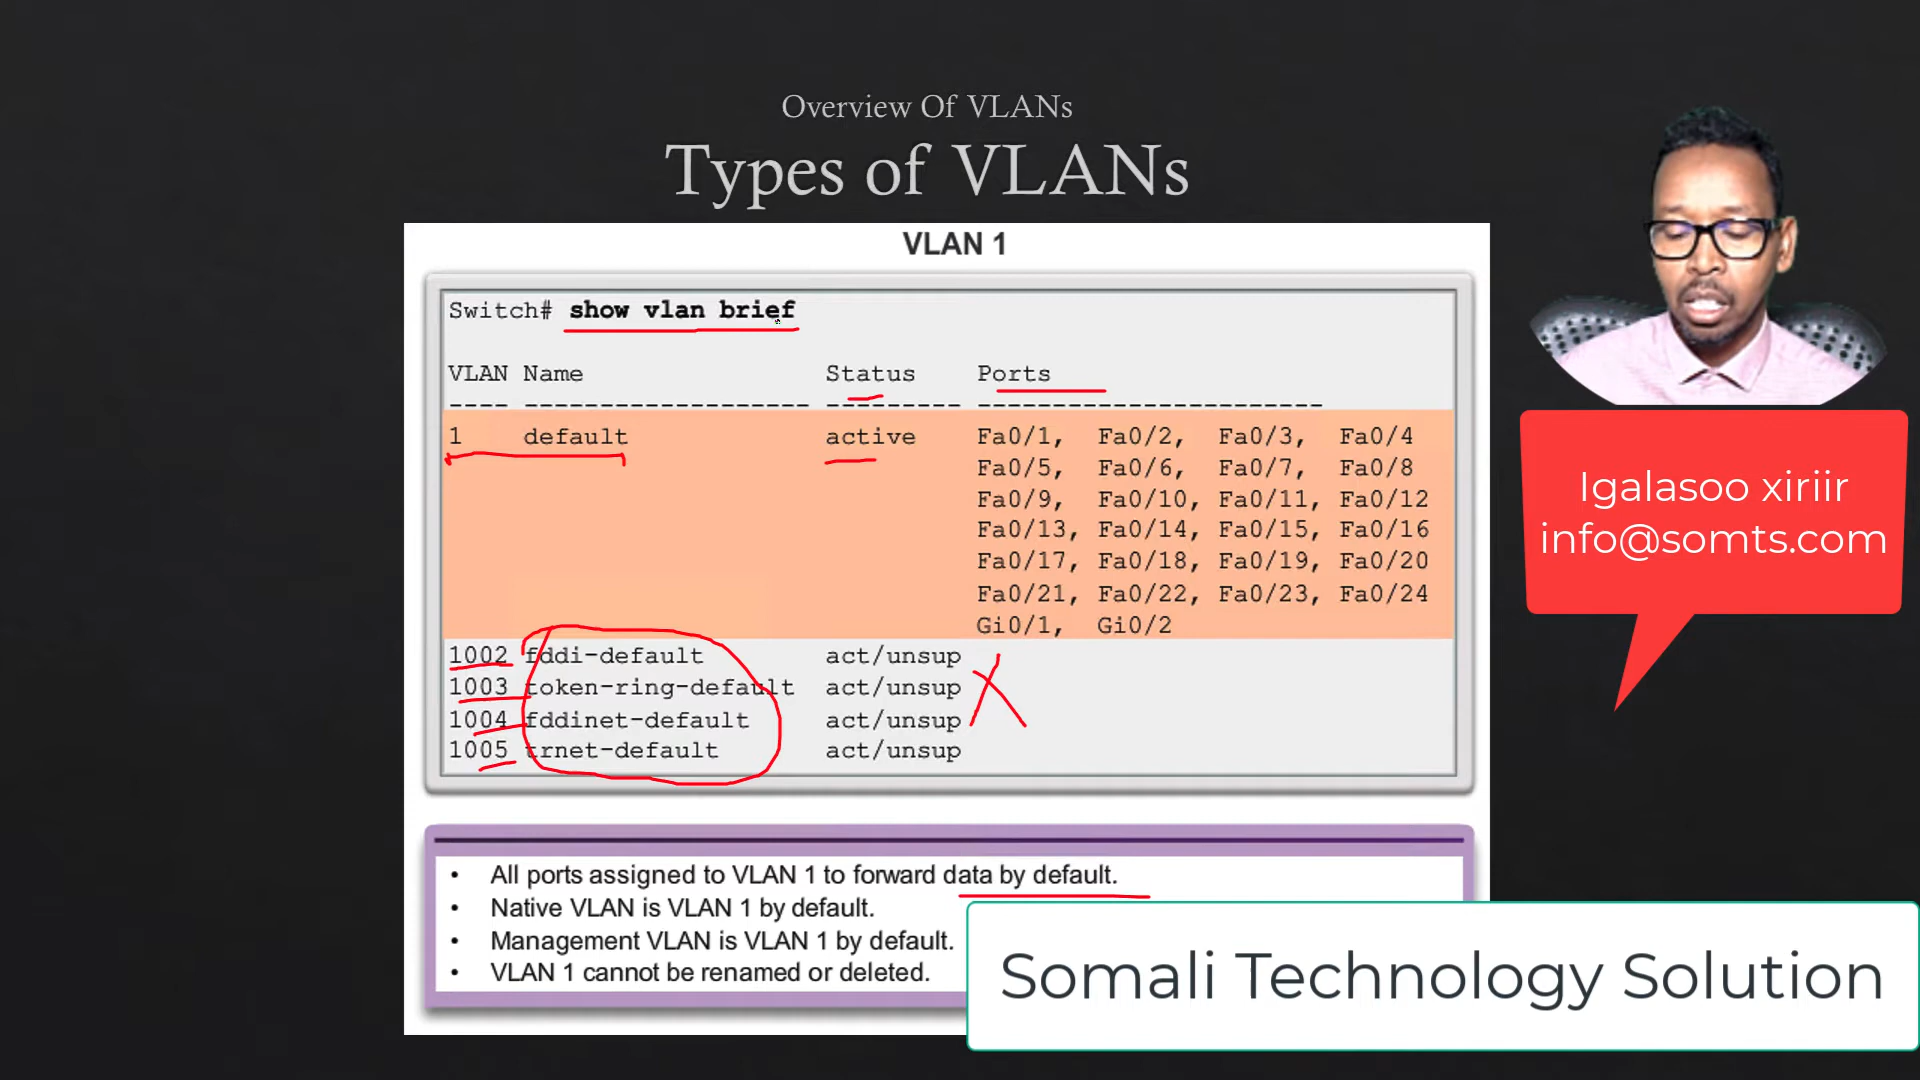 Overview Of VLANs
Types of VLANs
VLAN 1
Switch# show vlan brief
VLAN Name Status Ports
---- ------------------- --------- -----------------------
1 default active Fa0/1, Fa0/2, Fa0/3, Fa0/4
Fa0/5, Fa0/6, Fa0/7, Fa0/8
Fa0/9, Fa0/10, Fa0/11, Fa0/12
Fa0/13, Fa0/14, Fa0/15, Fa0/16
Fa0/17, Fa0/18, Fa0/19, Fa0/20
Fa0/21, Fa0/22, Fa0/23, Fa0/24
Gi0/1, Gi0/2
1002 fddi-default act/unsup
1003 token-ring-default act/unsup
1004 fddinet-default act/unsup
1005 trnet-default act/unsup
• All ports assigned to VLAN 1 to forward data by default.
• Native VLAN is VLAN 1 by default.
• Management VLAN is VLAN 1 by default.
• VLAN 1 cannot be renamed or deleted.
Igalasoo xiriir
info@somts.com
Somali Technology Solution